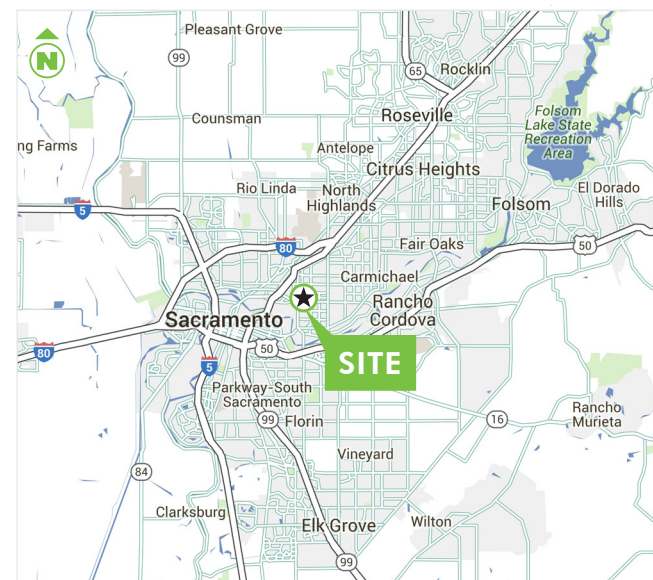 Pleasant Grove
N
99
65
Rocklin
Roseville
Counsman
Folsom
Lake State
Recreation
Area
Antelope
ng Farms
Citrus Heights
Rio Linda
North
Highlands
El Dorado
Hills
Folsom
5
80
Fair Oaks
50
Carmichael
Rancho
Cordova
Sacramento
80
50
SITE
5
Parkway-South
Sacramento
99
Florin
16
Rancho
Murieta
Vineyard
84
Clarksburg
Elk Grove
Wilton
99